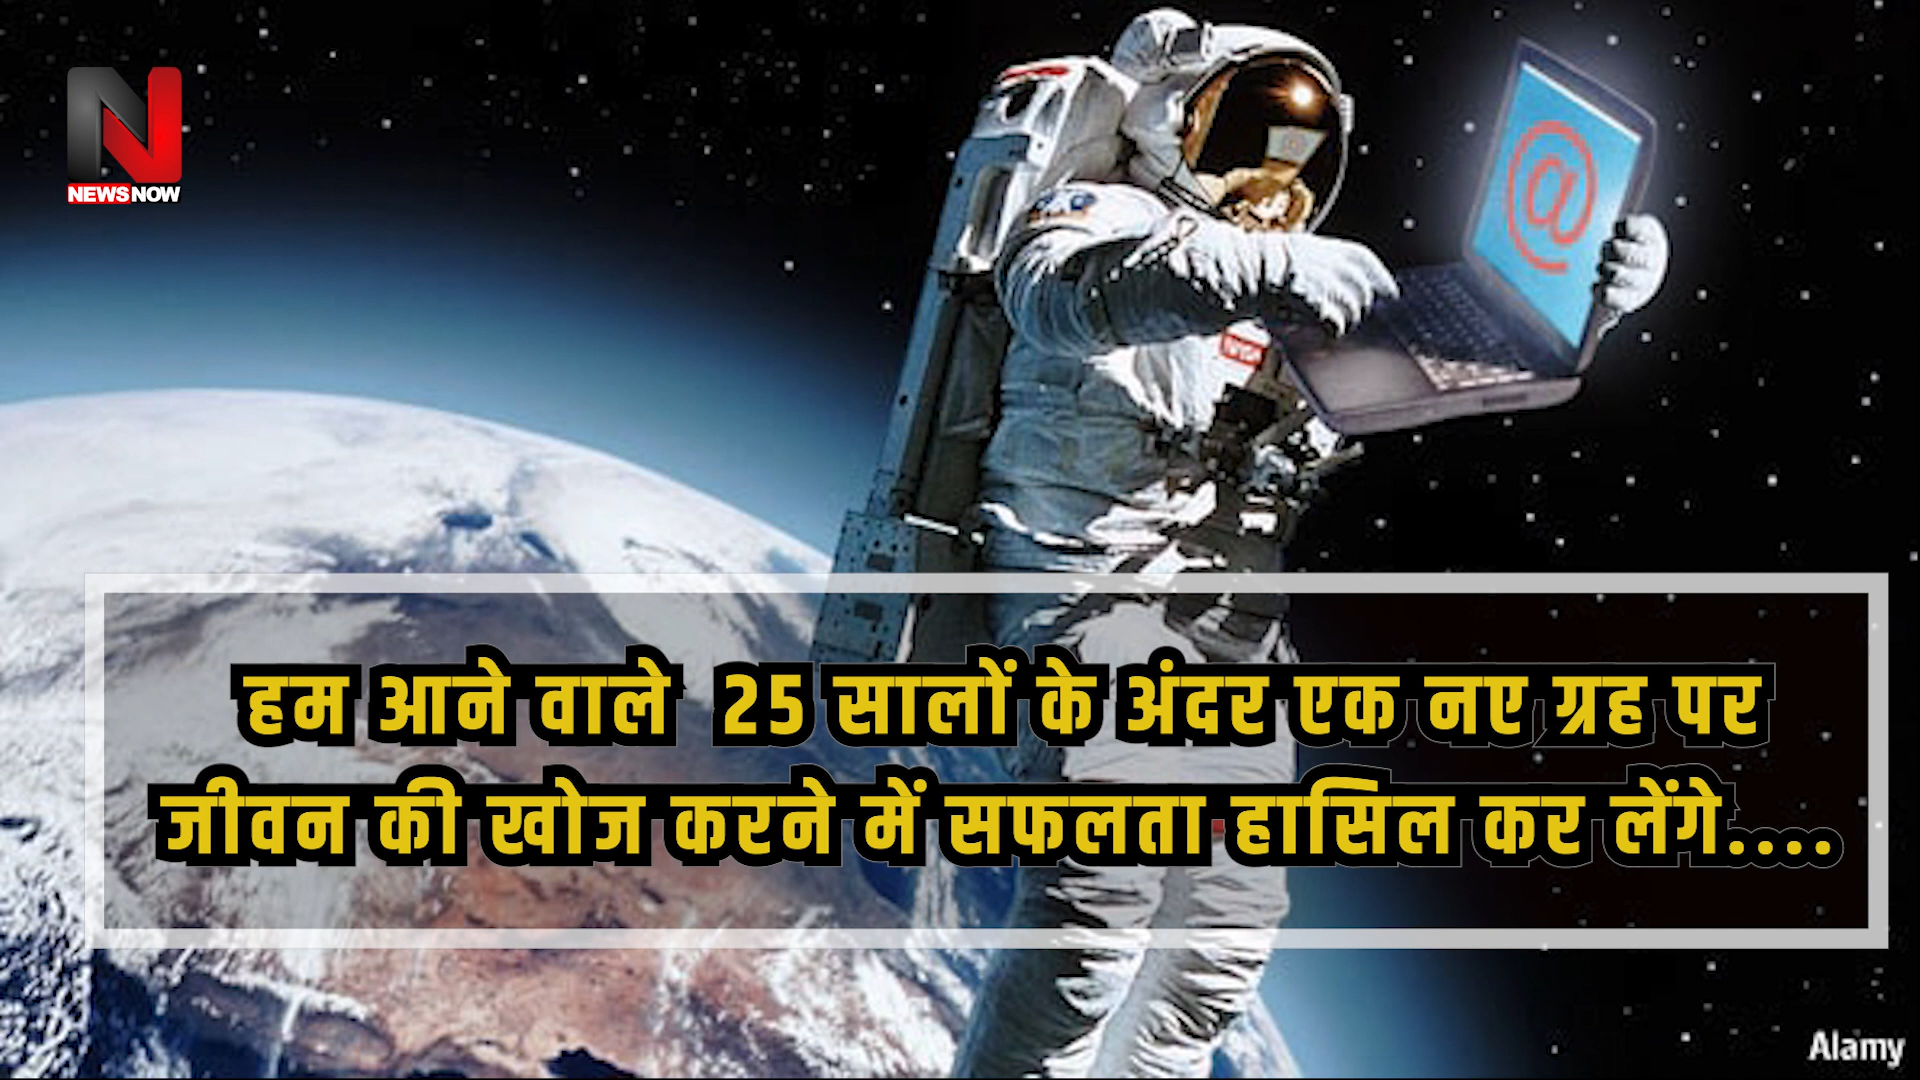 NEWSNOW
@
हम आने वाले 25 सालों के अंदर एक नए ग्रह पर
जीवन की खोज करने में सफलता हासिल कर लेंगे....
Alamy